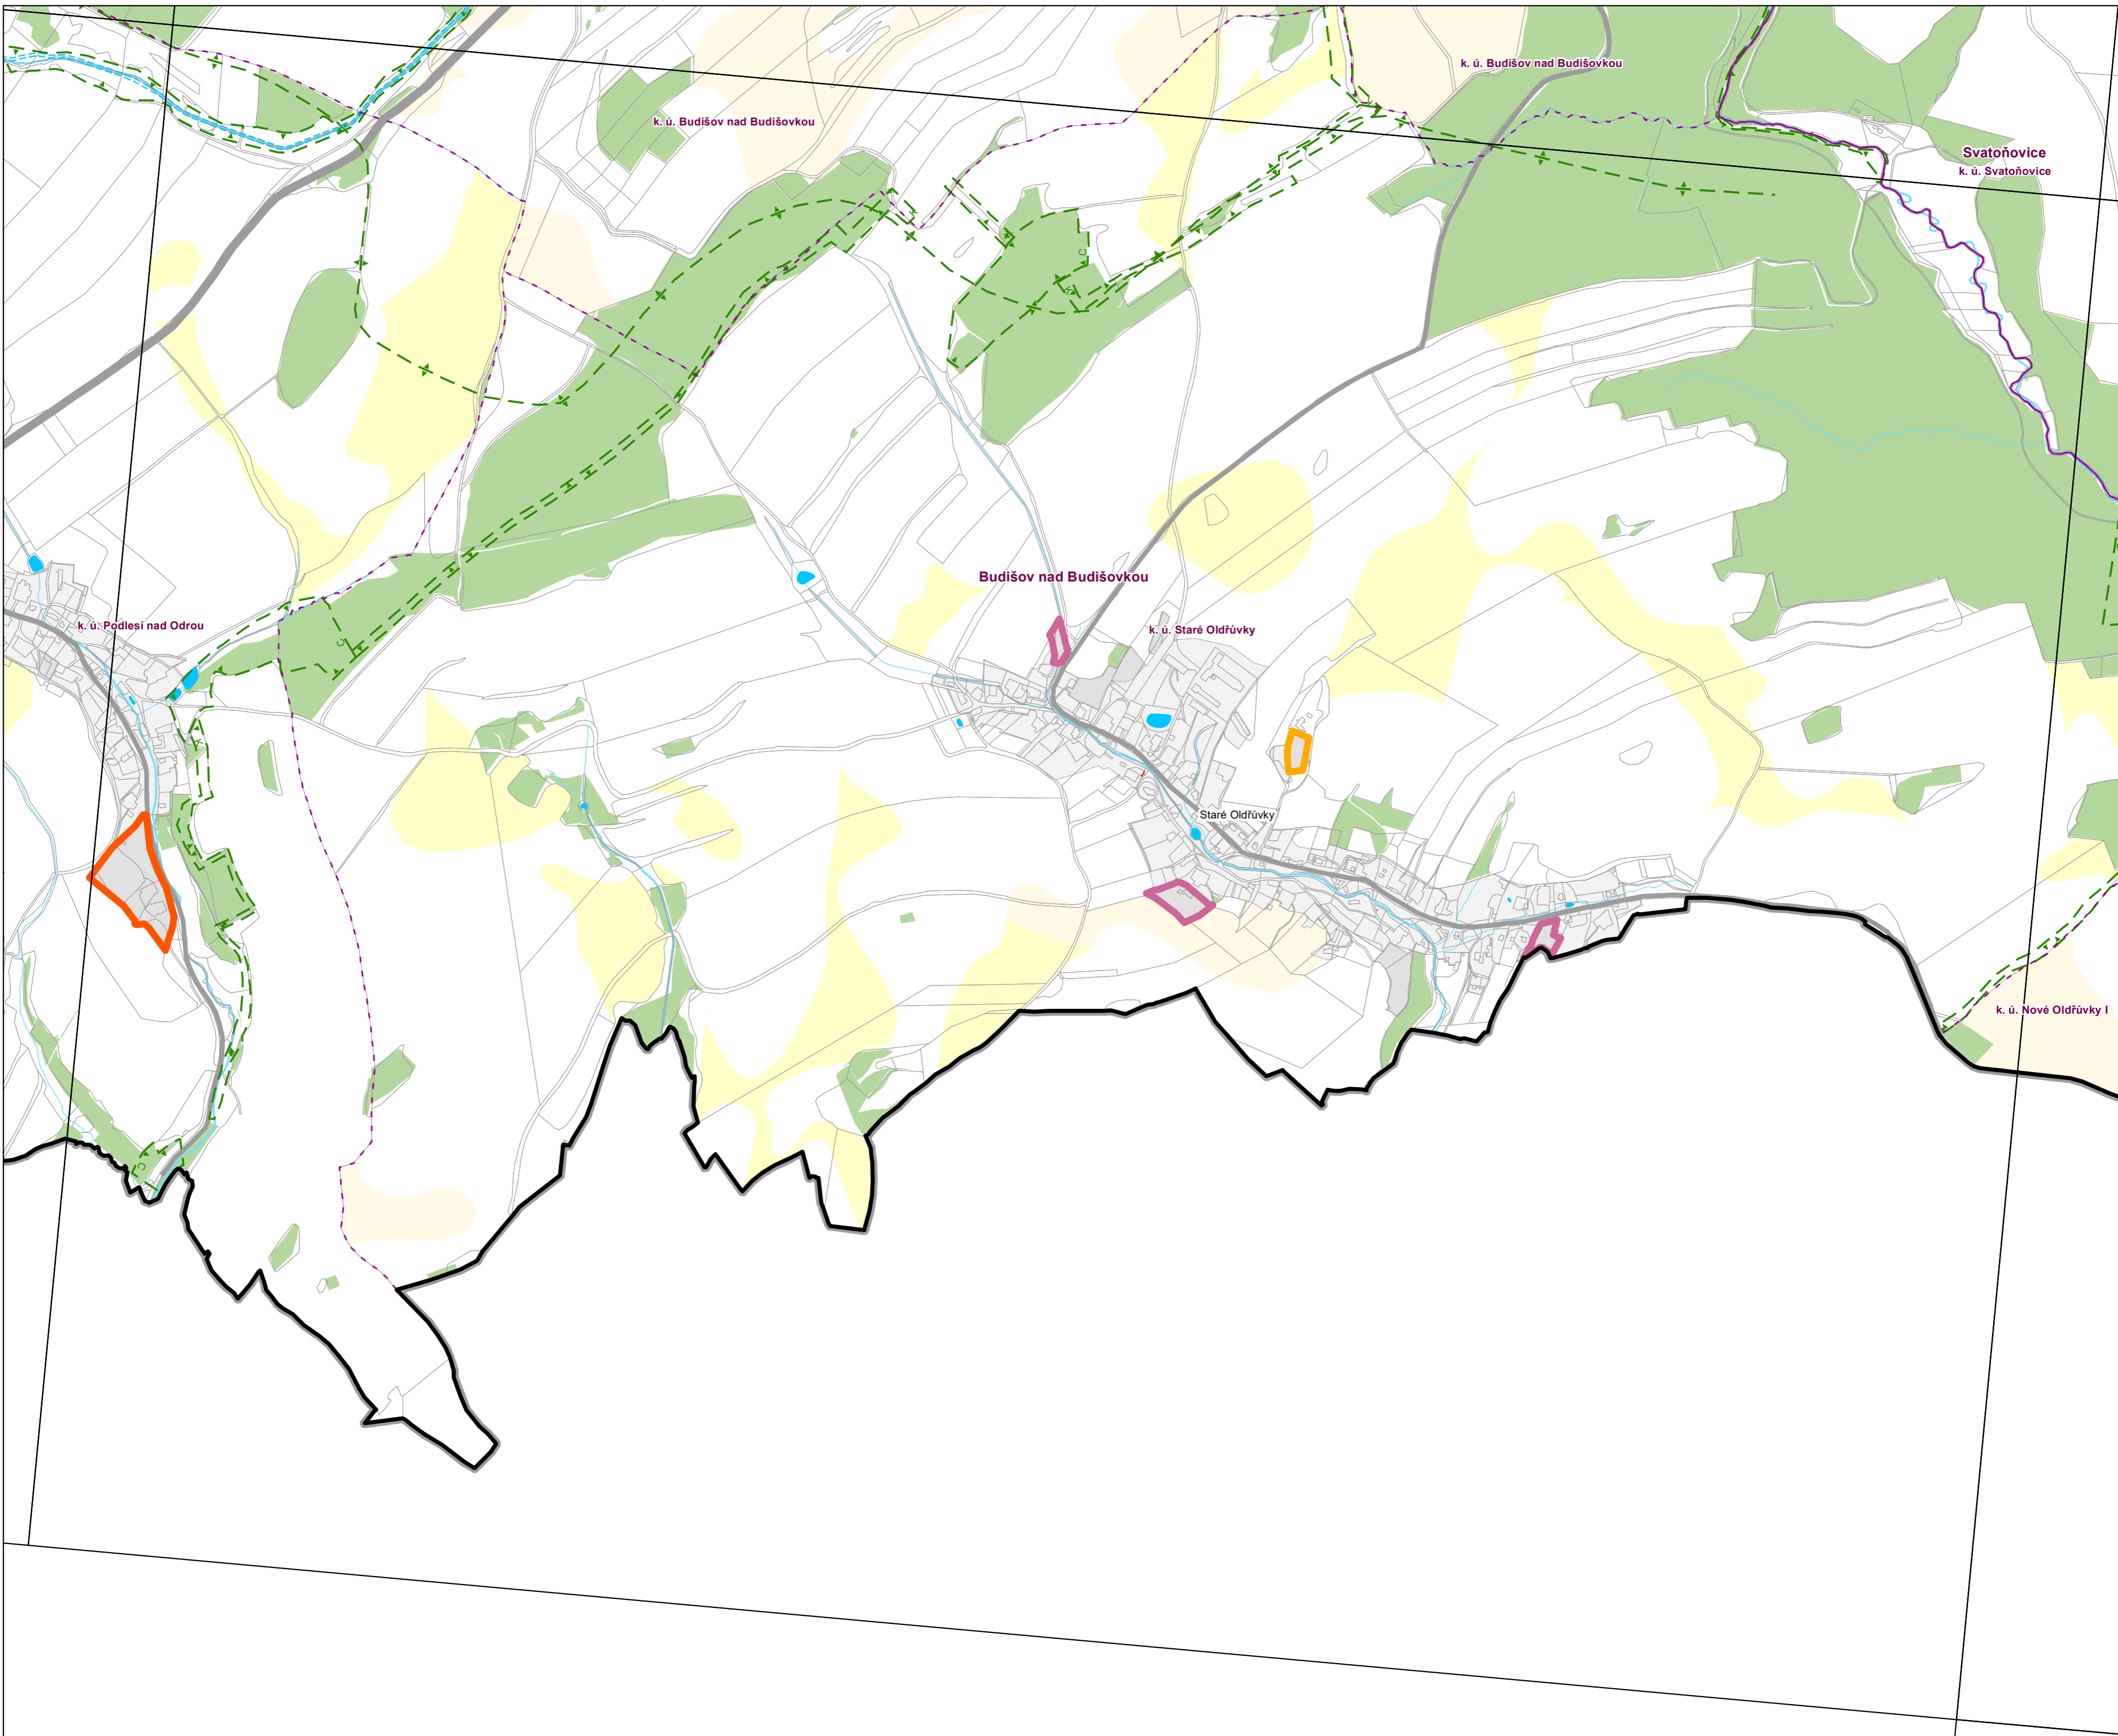 k. ú. Budišov nad Budišovkou
k. ú. Budišov nad Budišovkou
Svatoňovice
k. ú. Svatoňovice
Budišov nad Budišovkou
k. ú. Podlesí nad Odrou
k. ú. Staré Oldřůvky
Staré Oldřůvky
k. ú. Nové Oldřůvky I